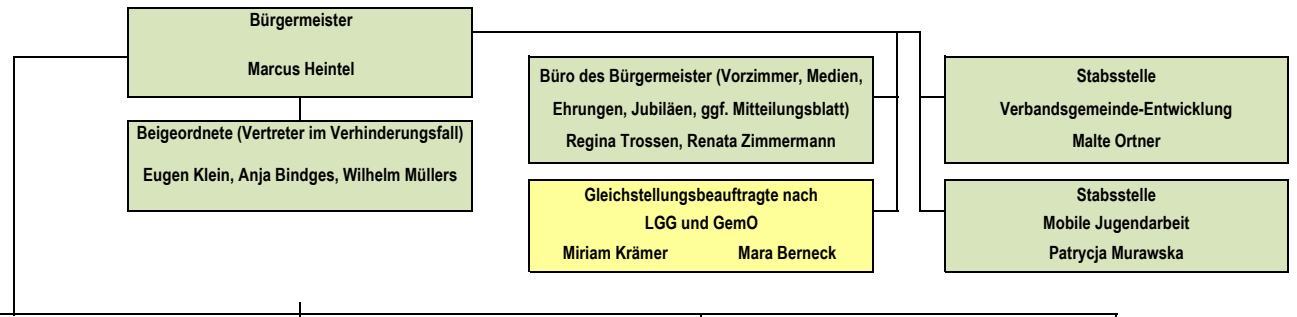 Bürgermeister
Marcus Heintel
Beigeordnete (Vertreter im Verhinderungsfall)
Eugen Klein, Anja Bindges, Wilhelm Müllers
Büro des Bürgermeister (Vorzimmer, Medien,
Ehrungen, Jubiläen, ggf. Mitteilungsblatt)
Regina Trossen, Renata Zimmermann
Gleichstellungsbeauftragte nach
LGG und GemO
Miriam Krämer Mara Berneck
Stabsstelle
Verbandsgemeinde-Entwicklung
Malte Ortner
Stabsstelle
Mobile Jugendarbeit
Patrycja Murawska